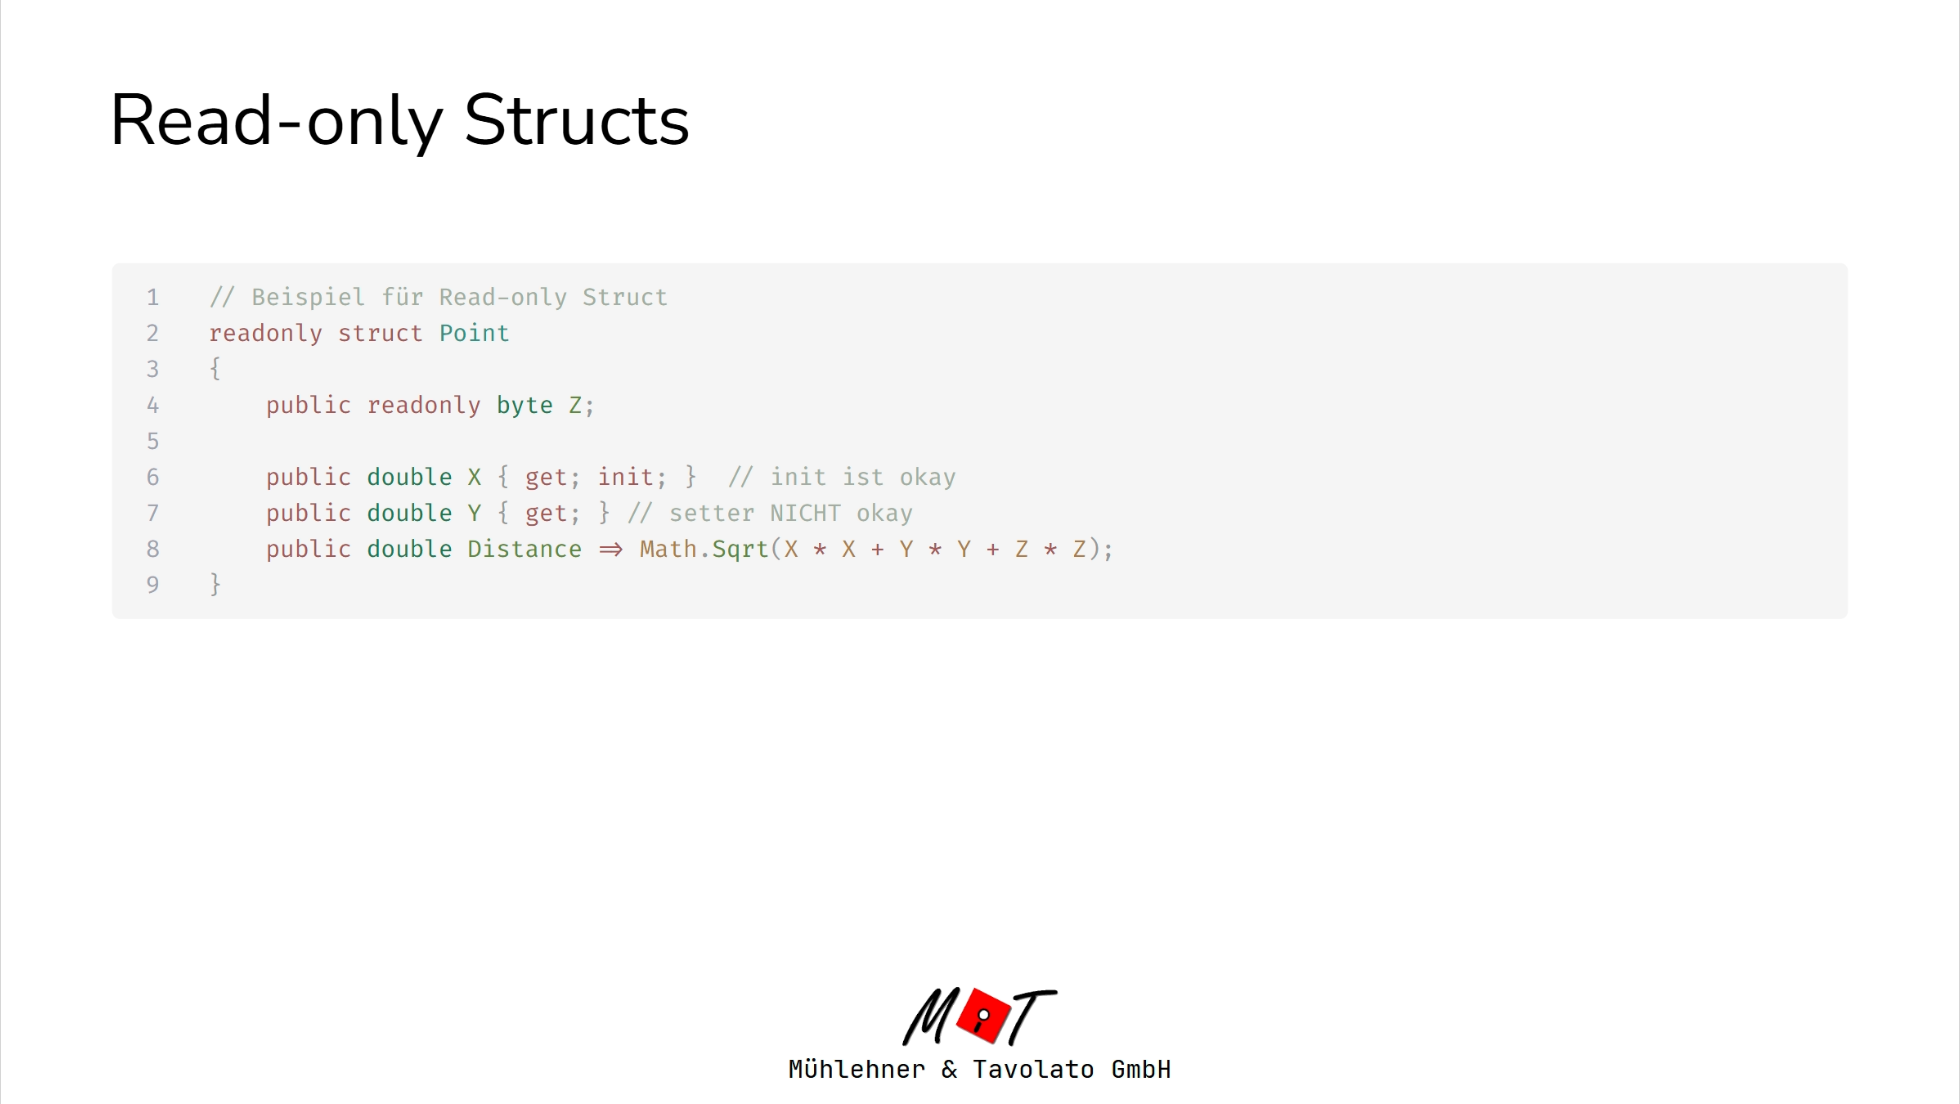 Read-only Structs
1 // Beispiel für Read-only Struct
2 readonly struct Point
3 {
4     public readonly byte Z;
5
6     public double X { get; init; }  // init ist okay
7     public double Y { get; } // setter NICHT okay
8     public double Distance => Math.Sqrt(X * X + Y * Y + Z * Z);
9 }
M T
Mühlehner & Tavolato GmbH